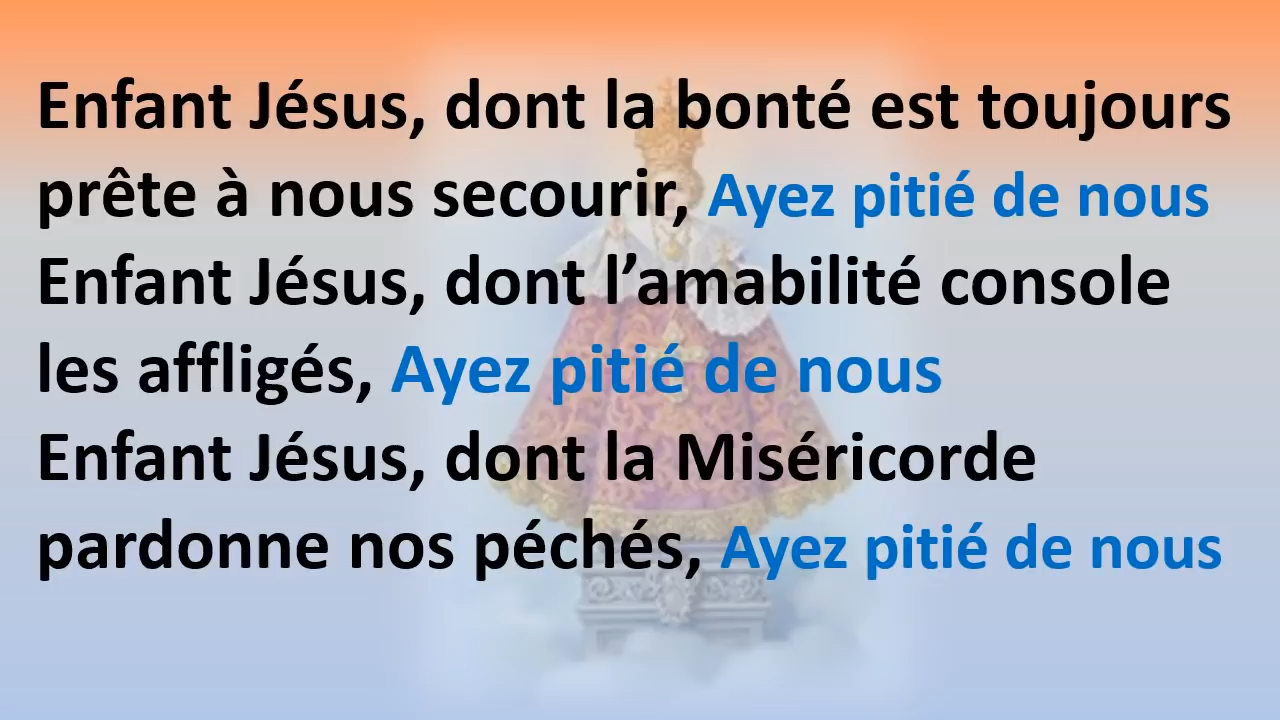 Enfant Jésus, dont la bonté est toujours
prête à nous secourir, Ayez pitié de nous
Enfant Jésus, dont l’amabilité console
les affligés, Ayez pitié de nous
Enfant Jésus, dont la Miséricorde
pardonne nos péchés, Ayez pitié de nous